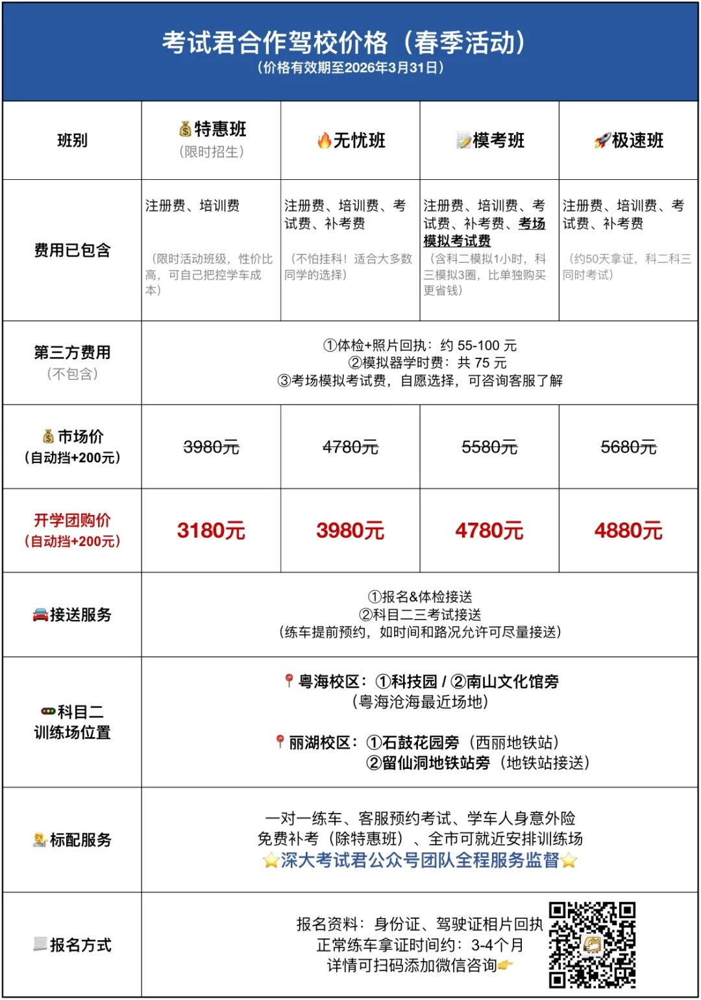 考试君合作驾校价格（春季活动）
（价格有效期至2026年3月31日）
班别
💰特惠班
（限时招生）
🔥无忧班
📝模考班
🚀极速班
费用已包含
注册费、培训费
（限时活动班级，性价比
高，可自己把控学车成
本）
注册费、培训费、考
试费、补考费
（不怕挂科！适合大多数
同学的选择）
注册费、培训费、考
试费、补考费、考场
模拟考试费
（含科二模拟1小时，科
三模拟3圈，比单独购买
更省钱）
注册费、培训费、考
试费、补考费
（约50天拿证，科二科三
同时考试）
第三方费用
（不包含）
①体检+照片回执：约 55-100 元
②模拟器学时费：共 75 元
③考场模拟考试费，自愿选择，可咨询客服了解
💰市场价
（自动挡+200元）
3980元
4780元
5580元
5680元
开学团购价
（自动挡+200元）
3180元
3980元
4780元
4880元
🚘接送服务
①报名&体检接送
②科目二三考试接送
（练车提前预约，如时间和路况允许可尽量接送）
🚥科目二
训练场位置
📍粤海校区：①科技园 / ②南山文化馆旁
（粤海沧海最近场地）
📍丽湖校区：①石鼓花园旁（西丽地铁站）
②留仙洞地铁站旁（地铁站接送）
💁标配服务
一对一练车、客服预约考试、学车人身意外险
免费补考（除特惠班）、全市可就近安排训练场
⭐深大考试君公众号团队全程服务监督⭐
📃报名方式
报名资料：身份证、驾驶证相片回执
正常练车拿证时间约：3-4个月
详情可扫码添加微信咨询👉